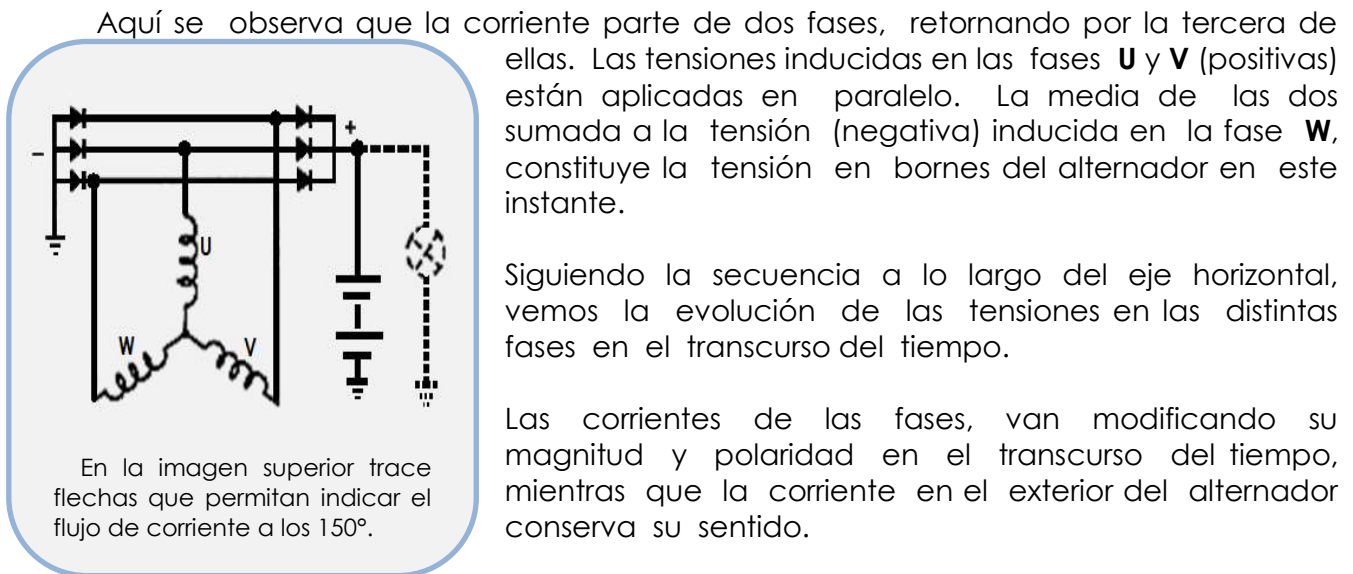 Aquí se observa que la corriente parte de dos fases, retornando por la tercera de
ellas. Las tensiones inducidas en las fases U y V (positivas)
están aplicadas en paralelo. La media de las dos
sumada a la tensión (negativa) inducida en la fase W,
constituye la tensión en bornes del alternador en este
instante.
Siguiendo la secuencia a lo largo del eje horizontal,
vemos la evolución de las tensiones en las distintas
fases en el transcurso del tiempo.
Las corrientes de las fases, van modificando su
magnitud y polaridad en el transcurso del tiempo,
mientras que la corriente en el exterior del alternador
conserva su sentido.
+
-
U
W
V
En la imagen superior trace
flechas que permitan indicar el
flujo de corriente a los 150°.